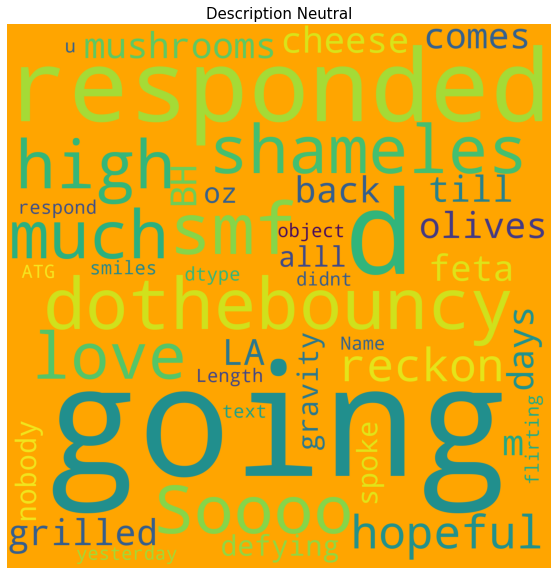 Description Neutral
u mushrooms cheese comes
responded
high shameles
BH oz back till
respond
much smf d olives
object
alll
ATG smiles dtype didnt feta
dothebouncy
love LA Name days
Length gravity reckon
going
text
nobody spoke m flirting
Soooo
grilled hopeful
yesterday defying